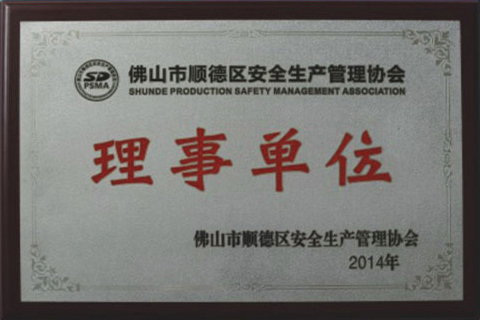 佛山市顺德区安全生产管理协会
SHUNDE PRODUCTION SAFETY MANAGEMENT ASSOCIATION
PSMA
理事单位
佛山市顺德区安全生产管理协会
2014年